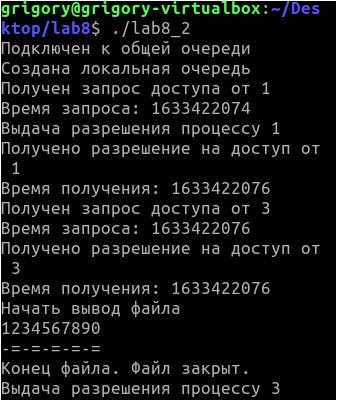 grigory@grigory-virtualbox:~/Des
ktop/lab8$ ./lab8_2
Подключен к общей очереди
Создана локальная очередь
Получен запрос доступа от 1
Время запроса: 1633422074
Выдача разрешения процессу 1
Получено разрешение на доступ от
1
Время получения: 1633422076
Получен запрос доступа от 3
Время запроса: 1633422076
Получено разрешение на доступ от
3
Время получения: 1633422076
Начать вывод файла
1234567890
-=-=-=-=-=
Конец файла. Файл закрыт.
Выдача разрешения процессу 3